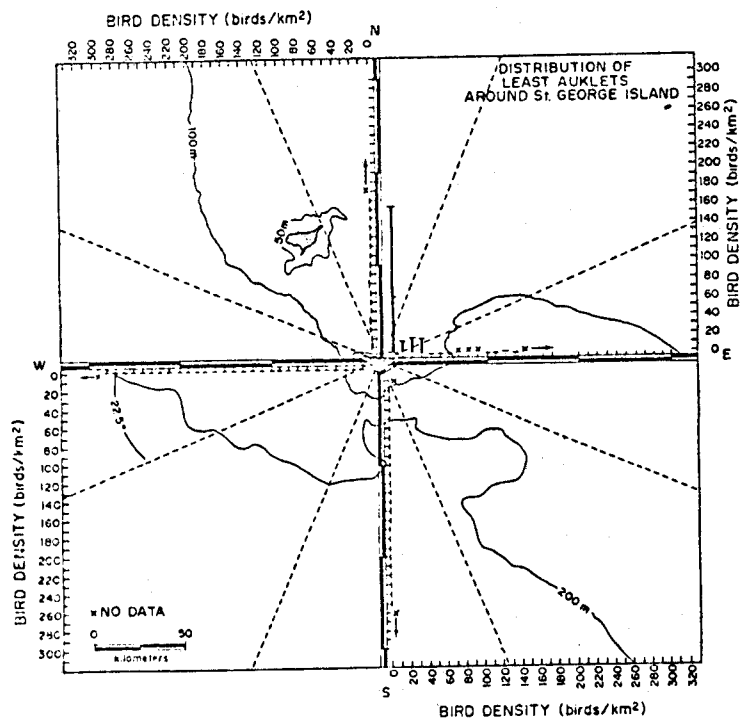 BIRD DENSITY (birds/km²)
320 300 280 260 240 220 200 180 160 140 120 100 80 60 40 20 0
N
DISTRIBUTION OF
LEAST AUKLETS
AROUND St. GEORGE ISLAND
300
280
260
240
220
200
180
160
140
120
100
80
60
40
20
0
BIRD DENSITY (birds/km²)
100m
50m
W
E
0
20
40
60
80
100
120
140
160
180
200
220
240
260
280
300
BIRD DENSITY (birds/km²)
22.5°
200m
x NO DATA
0 50
kilometers
S
0 20 40 60 80 100 120 140 160 180 200 220 240 260 280 300 320
BIRD DENSITY (birds/km²)